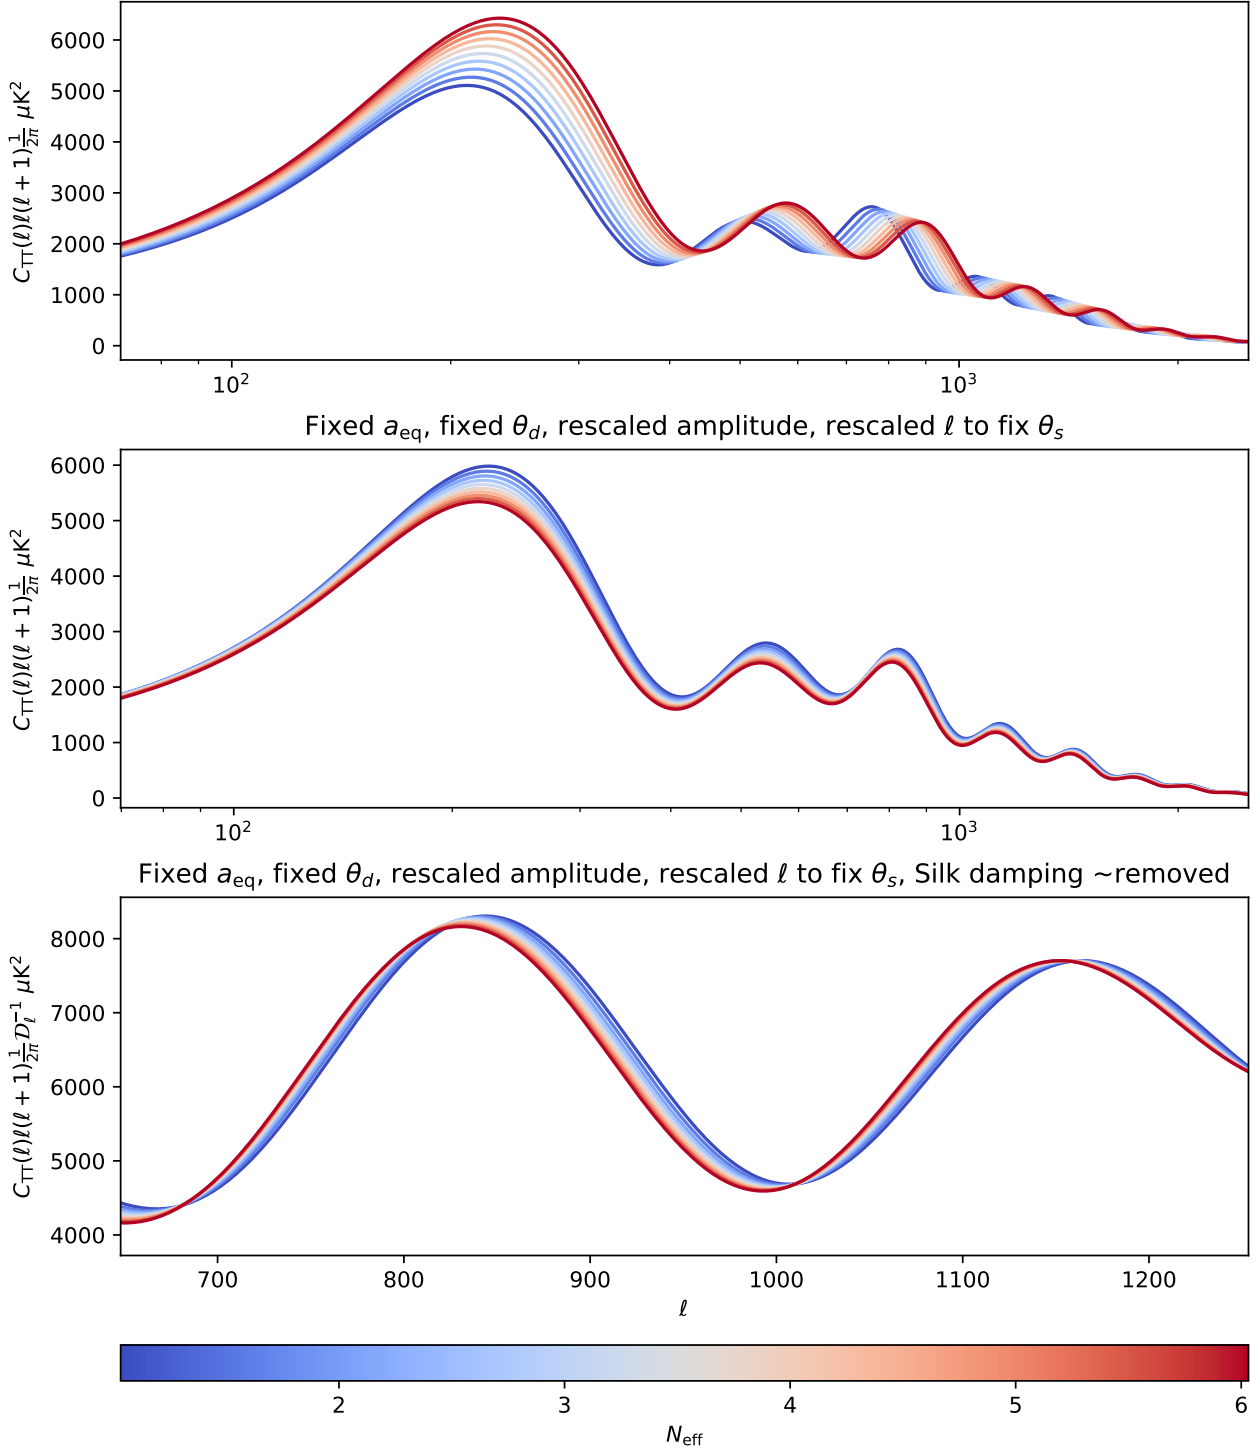 6000
5000
4000
3000
2000
1000
0
C_TT(ℓ)ℓ(ℓ + 1)1/2π μK²
10² 10³
Fixed a_eq, fixed θ_d, rescaled amplitude, rescaled ℓ to fix θ_s
6000
5000
4000
3000
2000
1000
0
C_TT(ℓ)ℓ(ℓ + 1)1/2π μK²
10² 10³
Fixed a_eq, fixed θ_d, rescaled amplitude, rescaled ℓ to fix θ_s, Silk damping ~removed
8000
7000
6000
5000
4000
C_TT(ℓ)ℓ(ℓ + 1)1/2π 𝒟_ℓ⁻¹ μK²
700 800 900 1000 1100 1200
ℓ
2 3 4 5 6
N_eff